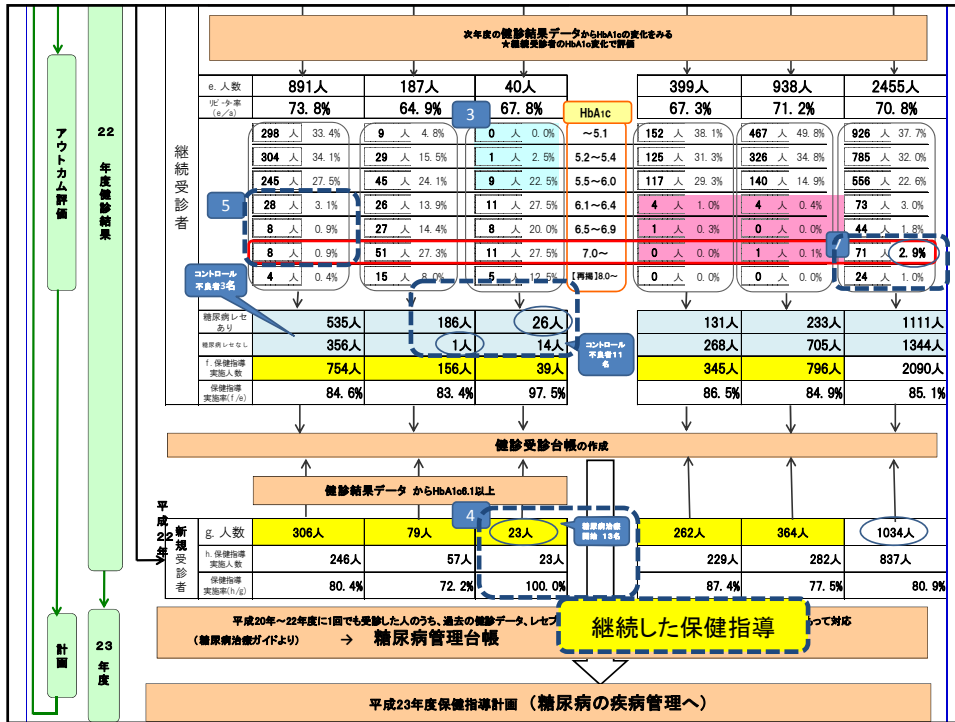 次年度の健診結果データからHbA1cの変化をみる
★継続受診者のHbA1c変化で評価
e. 人数 891人 187人 40人 399人 938人 2455人
リピーター率(e/a) 73.8% 64.9% 67.8% 67.3% 71.2% 70.8%
3
HbA1c
298 人 33.4% 9 人 4.8% 0 人 0.0% ～5.1 152 人 38.1% 467 人 49.8% 926 人 37.7%
304 人 34.1% 29 人 15.5% 1 人 2.5% 5.2～5.4 125 人 31.3% 326 人 34.8% 785 人 32.0%
245 人 27.5% 45 人 24.1% 9 人 22.5% 5.5～6.0 117 人 29.3% 140 人 14.9% 556 人 22.6%
5
28 人 3.1% 26 人 13.9% 11 人 27.5% 6.1～6.4 4 人 1.0% 4 人 0.4% 73 人 3.0%
8 人 0.9% 27 人 14.4% 8 人 20.0% 6.5～6.9 1 人 0.3% 0 人 0.0% 44 人 1.8%
8 人 0.9% 51 人 27.3% 11 人 27.5% 7.0～ 0 人 0.0% 1 人 0.1% 71 人 2.9%
4 人 0.4% 15 人 8.0% 5 人 12.5% 【再掲】8.0～ 0 人 0.0% 0 人 0.0% 24 人 1.0%
継続受診者
アウトカム評価
22年度健診結果
コントロール
不良者3名
糖尿病レセあり 535人 186人 26人 131人 233人 1111人
糖尿病レセなし 356人 1人 14人 268人 705人 1344人
コントロール
不良者11
名
f. 保健指導実施人数 754人 156人 39人 345人 796人 2090人
保健指導実施率(f/e) 84.6% 83.4% 97.5% 86.5% 84.9% 85.1%
健診受診台帳の作成
健診結果データ からHbA1c6.1以上
平成22年
新規受診者
4
糖尿病治療
開始 13名
g. 人数 306人 79人 23人 262人 364人 1034人
h. 保健指導実施人数 246人 57人 23人 229人 282人 837人
保健指導実施率(h/g) 80.4% 72.2% 100.0% 87.4% 77.5% 80.9%
平成20年～22年度に1回でも受診した人のうち、過去の健診データ、レセプ
って対応
(糖尿病治療ガイドより) → 糖尿病管理台帳
継続した保健指導
計画
23年度
平成23年度保健指導計画 （糖尿病の疾病管理へ）